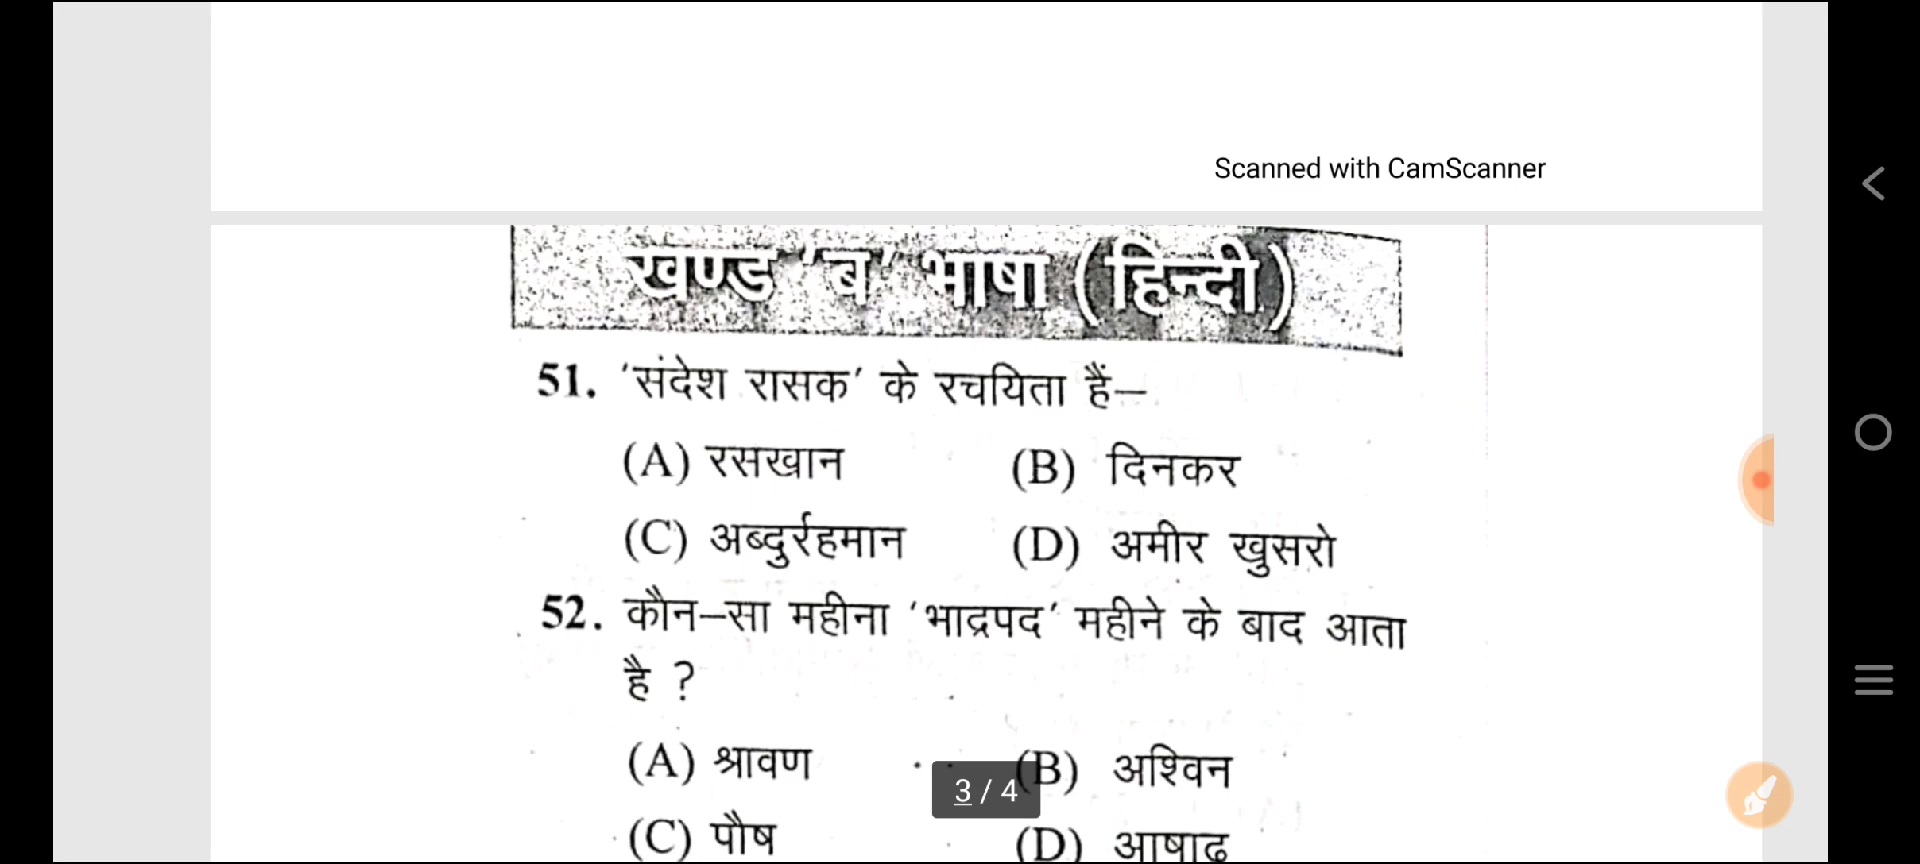 Scanned with CamScanner
खण्ड 'ब' भाषा (हिन्दी)
51. 'संदेश रासक' के रचयिता हैं–
(A) रसखान (B) दिनकर
(C) अब्दुर्रहमान (D) अमीर खुसरो
52. कौन–सा महीना 'भाद्रपद' महीने के बाद आता
है ?
(A) श्रावण (B) अश्विन
3 / 4
(C) पौष (D) आषाढ